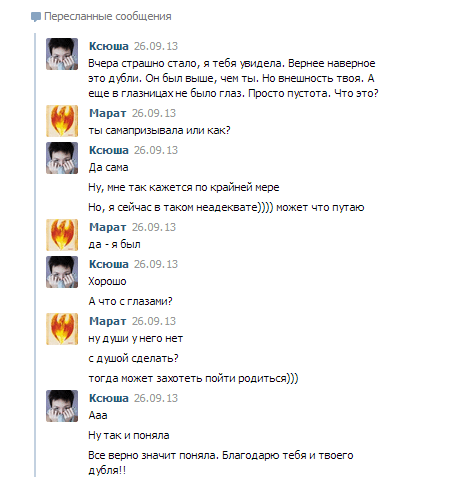 Пересланные сообщения
Ксюша 26.09.13
Вчера страшно стало, я тебя увидела. Вернее наверное
это дубли. Он был выше, чем ты. Но внешность твоя. А
еще в глазницах не было глаз. Просто пустота. Что это?
Марат 26.09.13
ты самапризывала или как?
Ксюша 26.09.13
Да сама
Ну, мне так кажется по крайней мере
Но, я сейчас в таком неадеквате)))) может что путаю
Марат 26.09.13
да - я был
Ксюша 26.09.13
Хорошо
А что с глазами?
Марат 26.09.13
ну души у него нет
с душой сделать?
тогда может захотеть пойти родиться)))
Ксюша 26.09.13
Ааа
Ну так и поняла
Все верно значит поняла. Благодарю тебя и твоего
дубля!!